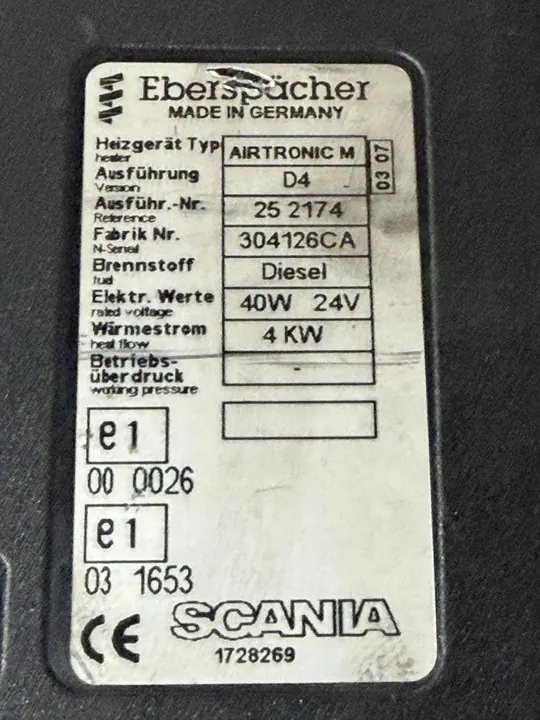 Eberspächer
MADE IN GERMANY
Heizgerät Typ AIRTRONIC M
heater
03 07
Ausführung D4
Version
Ausführ.-Nr. 25 2174
Reference
Fabrik Nr. 304126CA
N-Serial
Brennstoff Diesel
fuel
Elektr. Werte 40W 24V
rated voltage
Wärmestrom 4 KW
heat flow
Betriebs- -
überdruck
working pressure
e1
00 0026
e1
03 1653
CE SCANIA
1728269